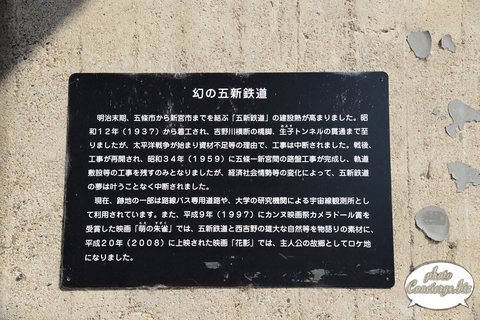 幻の五新鉄道
明治末期、五條市から新宮市までを結ぶ「五新鉄道」の建設熱が高まりました。昭
和12年（1937）から着工され、吉野川横断の橋脚、生子トンネルの貫通まで至
りましたが、太平洋戦争が始まり資材不足等の理由で、工事は中断されました。戦後、
工事が再開され、昭和34年（1959）に五條一新宮間の路盤工事が完成し、軌道
敷設等の工事を残すのみとなりましたが、経済社会情勢等の変化によって、五新鉄道
の夢は叶うことなく中断されました。
現在、跡地の一部は路線バス専用道路や、大学の研究機関による宇宙線観測所とし
て利用されています。また、平成9年（1997）にカンヌ映画祭カメラドール賞を
受賞した映画「萌の朱雀」では、五新鉄道と西吉野の雄大な自然等を物語りの素材に、
平成20年（2008）に上映された映画「花影」では、主人公の故郷としてロケ地
になりました。
photo
Concierge.biz